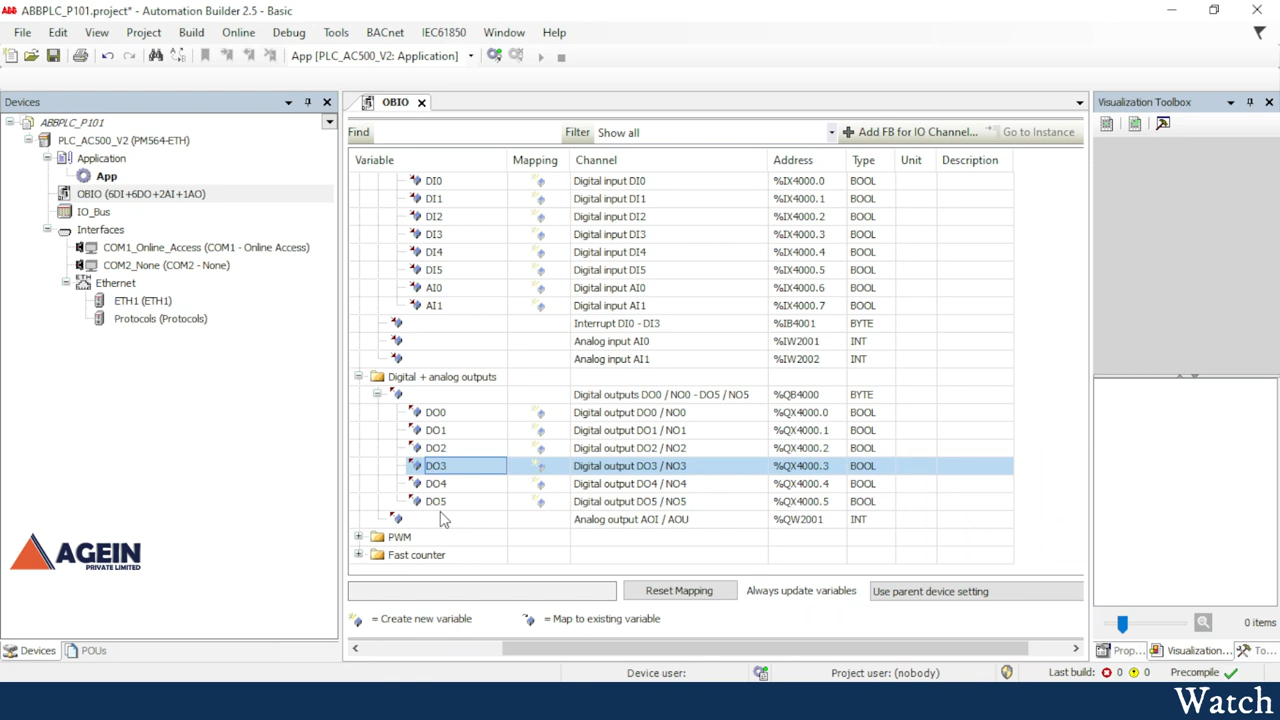 ABB ABBPLC_P101.project* - Automation Builder 2.5 - Basic
File Edit View Project Build Online Debug Tools BACnet IEC61850 Window Help
App [PLC_AC500_V2: Application]
Devices
ABBPLC_P101
PLC_AC500_V2 (PM564-ETH)
Application
App
OBIO (6DI+6DO+2AI+1AO)
IO_Bus
Interfaces
COM1_Online_Access (COM1 - Online Access)
COM2_None (COM2 - None)
ETH Ethernet
ETH1 (ETH1)
Protocols (Protocols)
AGEIN
PRIVATE LIMITED
Devices POUs
OBIO
Find Filter Show all Add FB for IO Channel... Go to Instance
Variable Mapping Channel Address Type Unit Description
DI0 Digital input DI0 %IX4000.0 BOOL
DI1 Digital input DI1 %IX4000.1 BOOL
DI2 Digital input DI2 %IX4000.2 BOOL
DI3 Digital input DI3 %IX4000.3 BOOL
DI4 Digital input DI4 %IX4000.4 BOOL
DI5 Digital input DI5 %IX4000.5 BOOL
AI0 Digital input AI0 %IX4000.6 BOOL
AI1 Digital input AI1 %IX4000.7 BOOL
Interrupt DI0 - DI3 %IB4001 BYTE
Analog input AI0 %IW2001 INT
Analog input AI1 %IW2002 INT
Digital + analog outputs
Digital outputs DO0 / NO0 - DO5 / NO5 %QB4000 BYTE
DO0 Digital output DO0 / NO0 %QX4000.0 BOOL
DO1 Digital output DO1 / NO1 %QX4000.1 BOOL
DO2 Digital output DO2 / NO2 %QX4000.2 BOOL
DO3 Digital output DO3 / NO3 %QX4000.3 BOOL
DO4 Digital output DO4 / NO4 %QX4000.4 BOOL
DO5 Digital output DO5 / NO5 %QX4000.5 BOOL
Analog output AOI / AOU %QW2001 INT
PWM
Fast counter
Reset Mapping Always update variables Use parent device setting
= Create new variable = Map to existing variable
Visualization Toolbox
0 items
Prop... Visualization... To...
Device user: Project user: (nobody) Last build: 0 0 Precompile
Watch